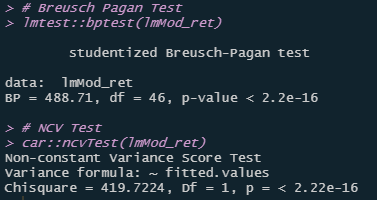 > # Breusch Pagan Test
> lmtest::bptest(lmMod_ret)
studentized Breusch-Pagan test
data:  lmMod_ret
BP = 488.71, df = 46, p-value < 2.2e-16
> # NCV Test
> car::ncvTest(lmMod_ret)
Non-constant Variance Score Test
Variance formula: ~ fitted.values
Chisquare = 419.7224, Df = 1, p = < 2.22e-16